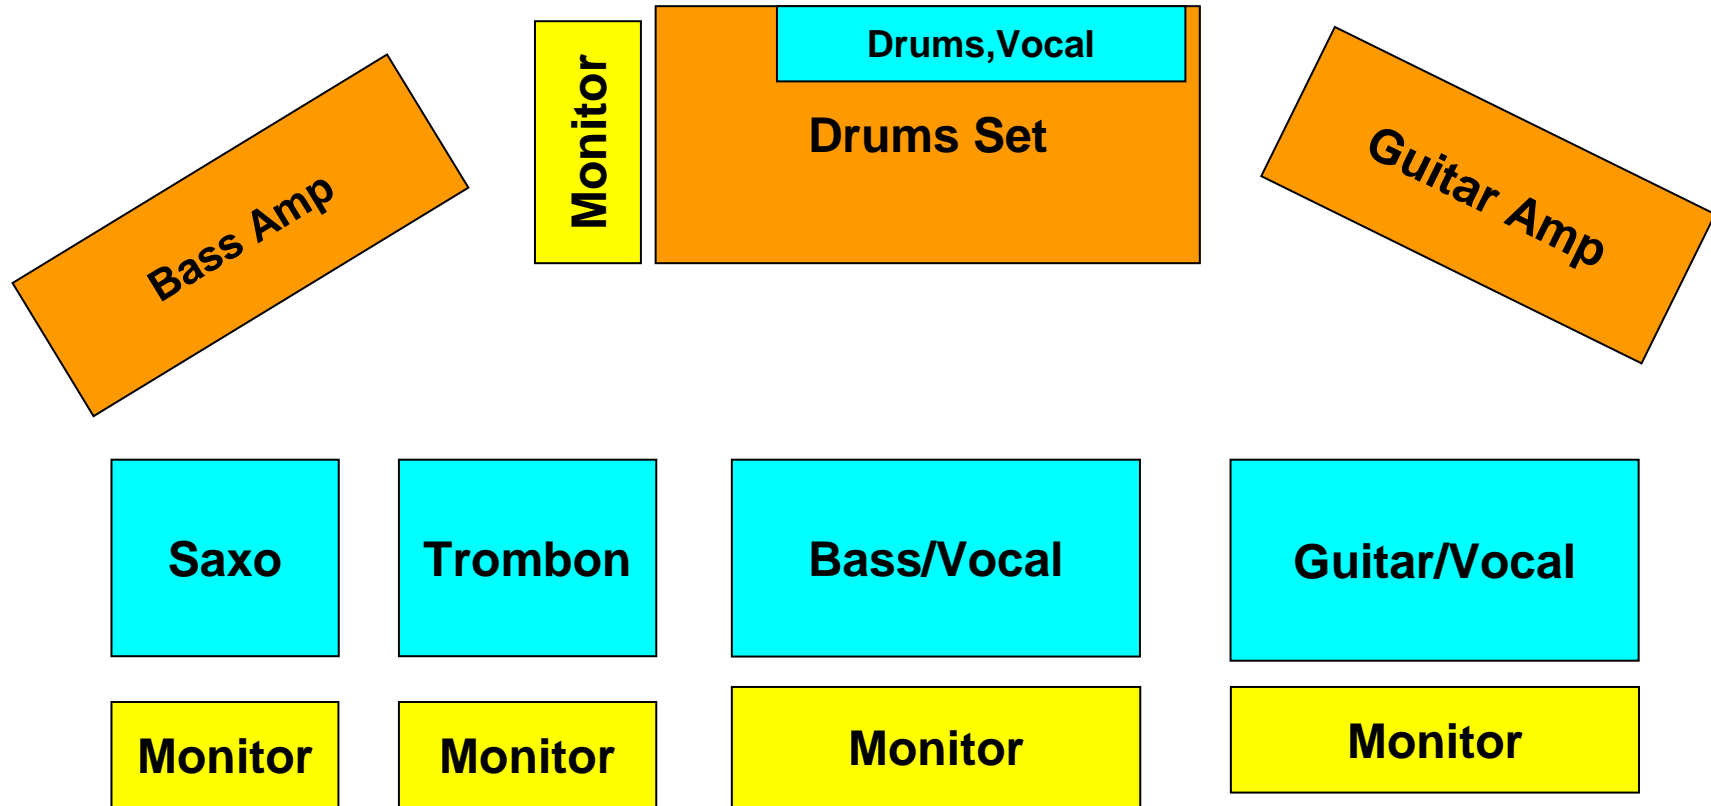 Drums,Vocal
Monitor
Drums Set
Bass Amp
Guitar Amp
Saxo
Trombon
Bass/Vocal
Guitar/Vocal
Monitor
Monitor
Monitor
Monitor